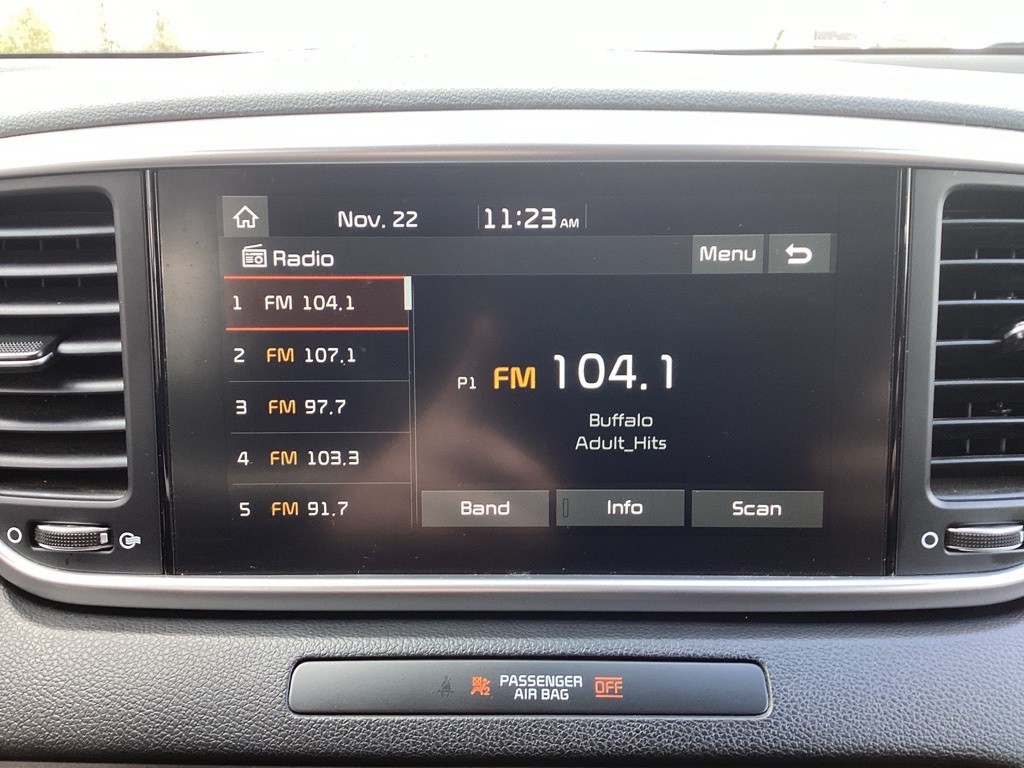 Nov. 22 11:23 AM
Radio Menu
1 FM 104.1
2 FM 107.1
3 FM 97.7
4 FM 103.3
5 FM 91.7
P1 FM 104.1
Buffalo
Adult_Hits
Band Info Scan
PASSENGER
AIR BAG
OFF